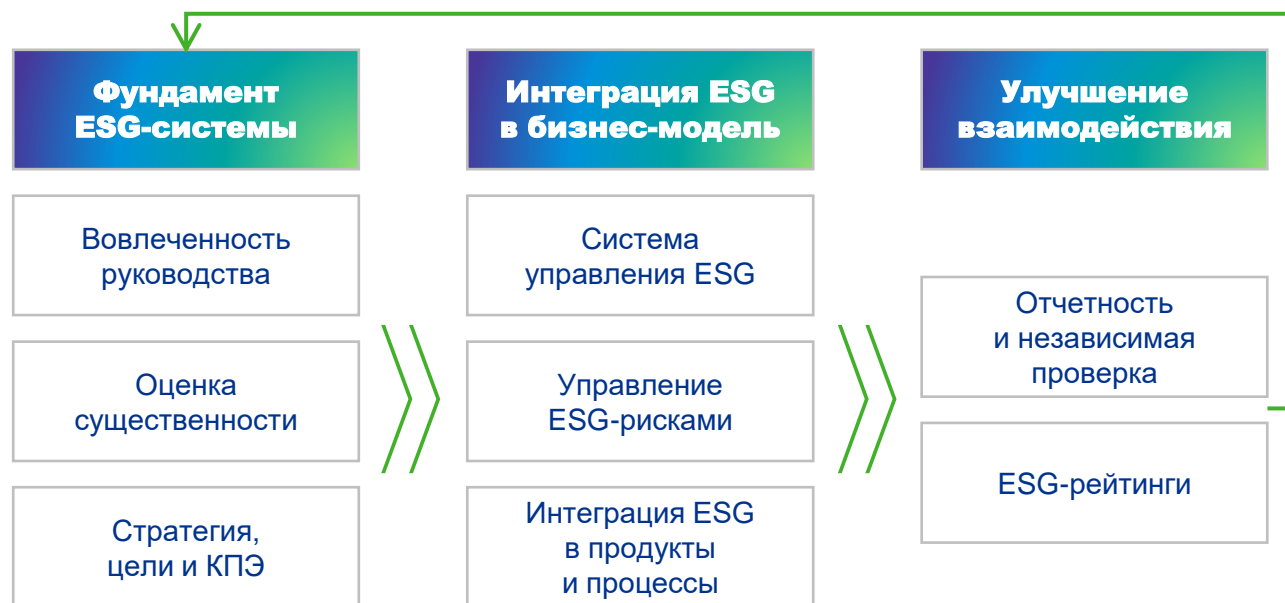 Фундамент
ESG-системы
Вовлеченность
руководства
Оценка
существенности
Стратегия,
цели и КПЭ
Интеграция ESG
в бизнес-модель
Система
управления ESG
Управление
ESG-рисками
Интеграция ESG
в продукты
и процессы
Улучшение
взаимодействия
Отчетность
и независимая
проверка
ESG-рейтинги